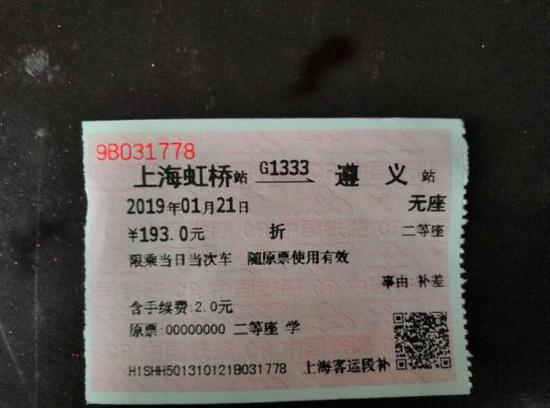 9B031778
上海虹桥站 G1333 遵义站
2019年01月21日 无座
¥193.0元 折 二等座
限乘当日当次车 随原票使用有效
事由:补差
含手续费:2.0元
原票:00000000 二等座 学
H1SHH501310121B031778 上海客运段补